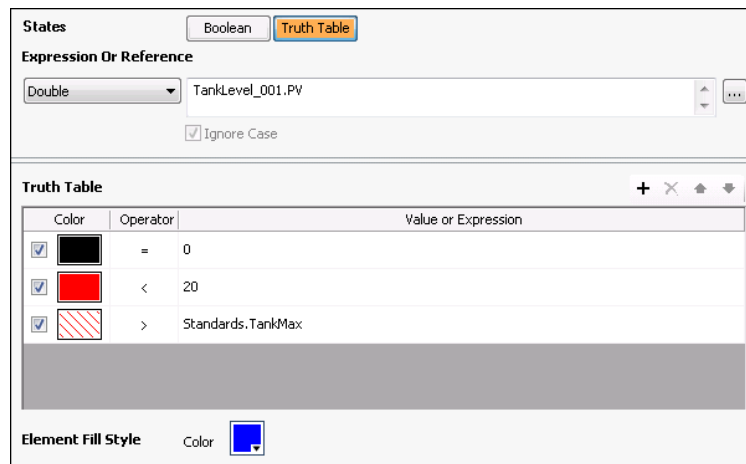 States Boolean Truth Table
Expression Or Reference
Double TankLevel_001.PV ...
Ignore Case
Truth Table
Color Operator Value or Expression
= 0
< 20
> Standards.TankMax
Element Fill Style Color